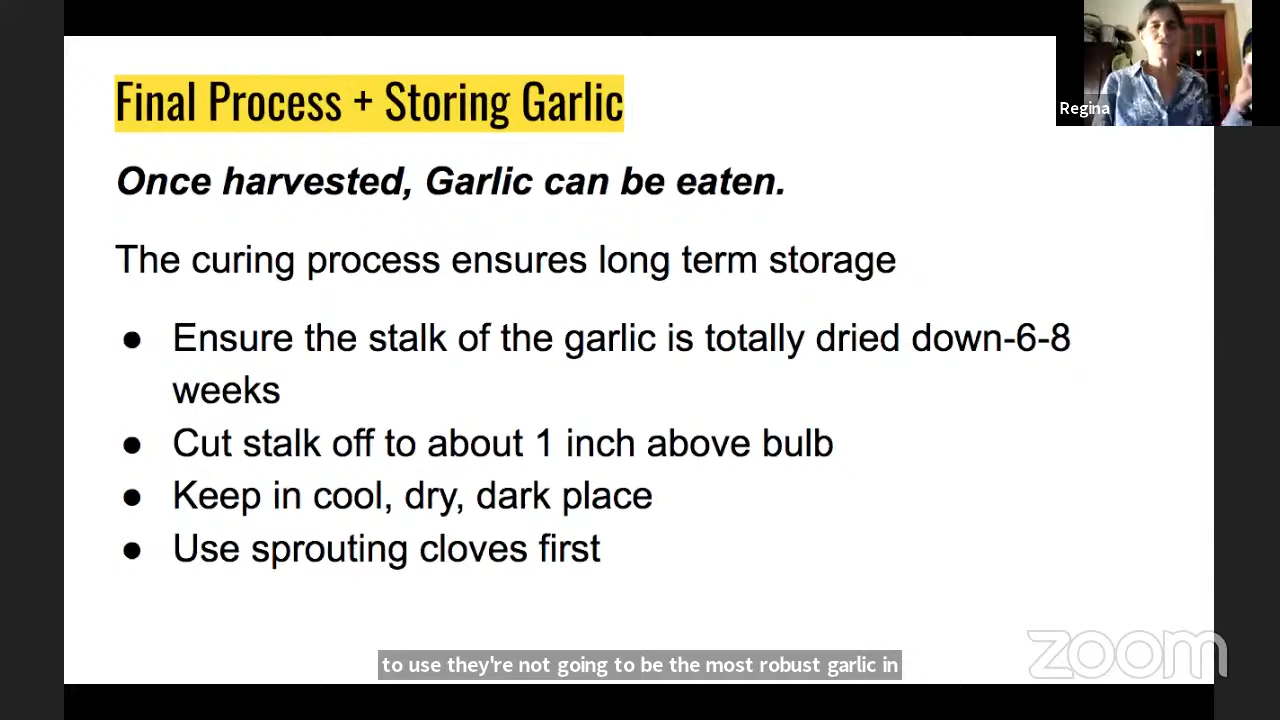 Final Process + Storing Garlic
Regina
Once harvested, Garlic can be eaten.
The curing process ensures long term storage
● Ensure the stalk of the garlic is totally dried down-6-8
weeks
● Cut stalk off to about 1 inch above bulb
● Keep in cool, dry, dark place
● Use sprouting cloves first
to use they're not going to be the most robust garlic in
zoom